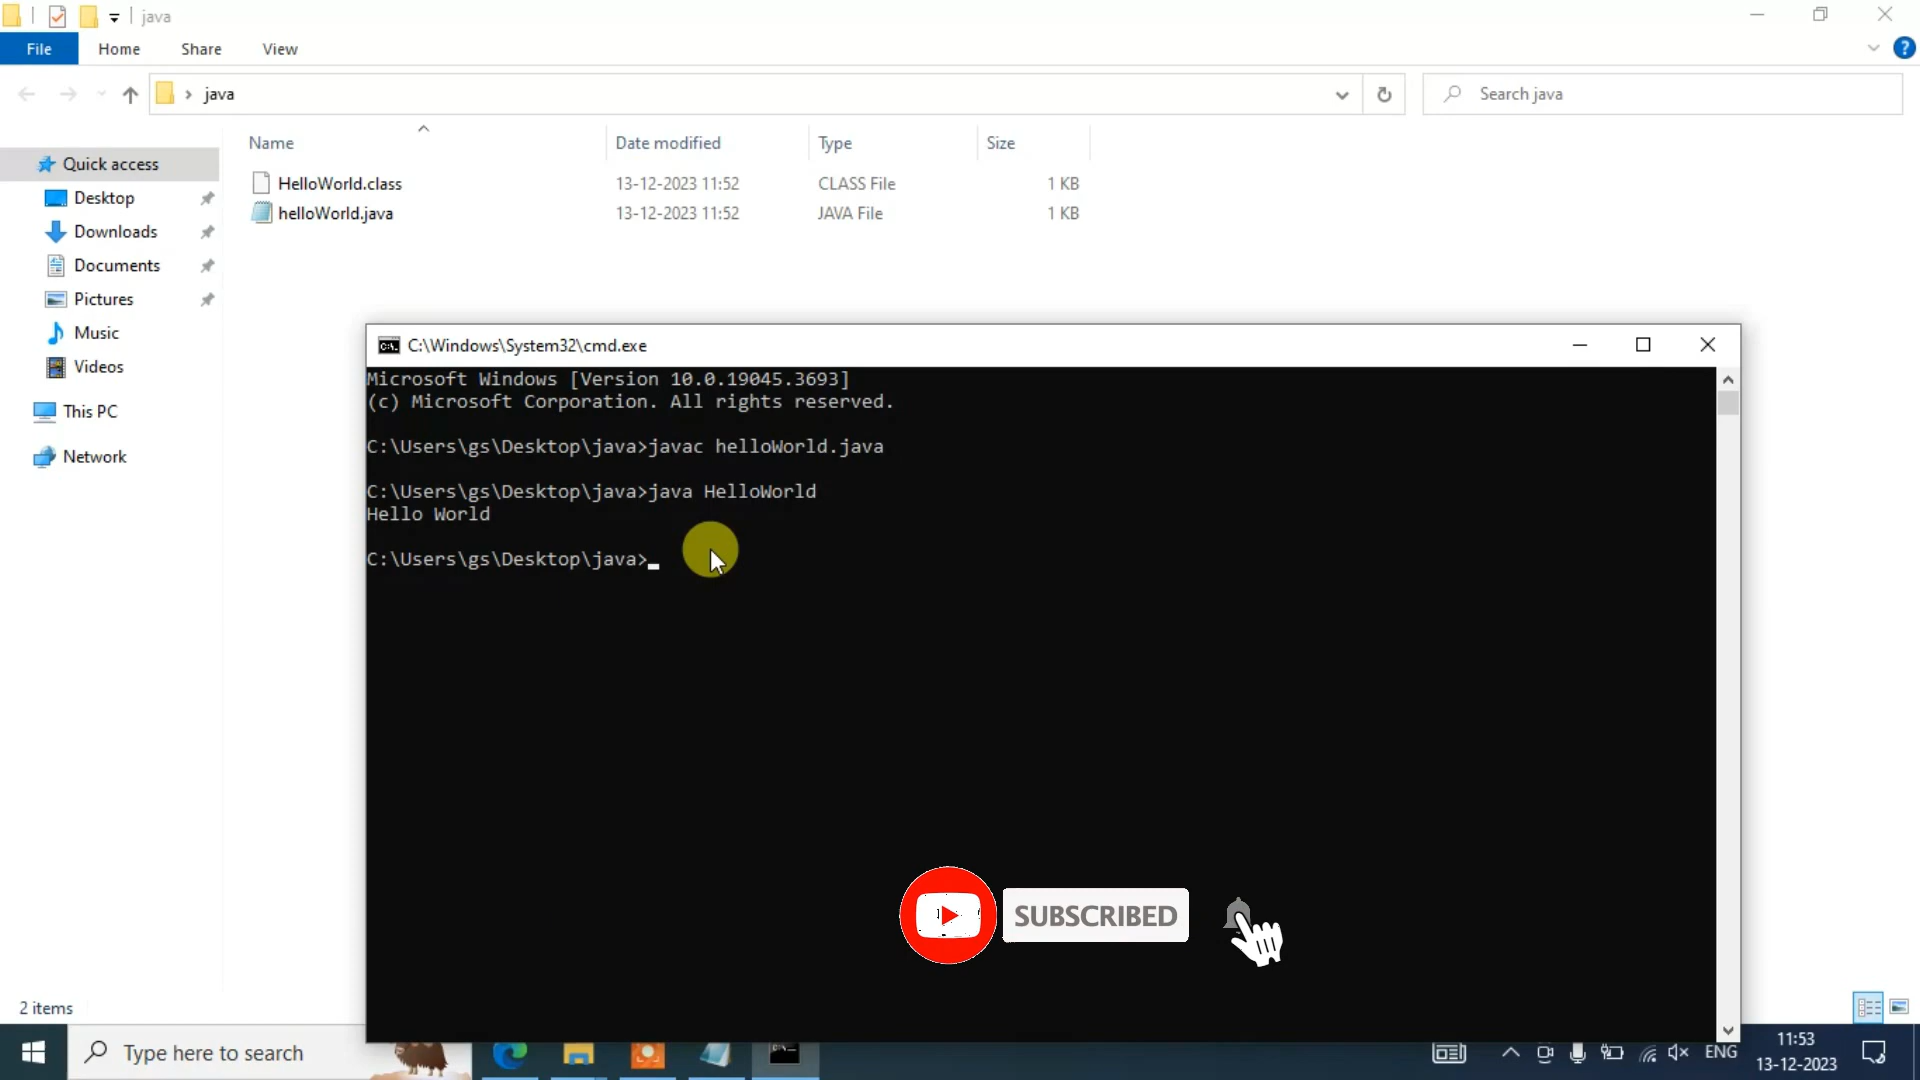 java
File Home Share View
java
Search java
Name Date modified Type Size
Quick access
HelloWorld.class 13-12-2023 11:52 CLASS File 1 KB
helloWorld.java 13-12-2023 11:52 JAVA File 1 KB
Desktop
Downloads
Documents
Pictures
Music
Videos
This PC
Network
C:\Windows\System32\cmd.exe
Microsoft Windows [Version 10.0.19045.3693]
(c) Microsoft Corporation. All rights reserved.
C:\Users\gs\Desktop\java>javac helloWorld.java
C:\Users\gs\Desktop\java>java HelloWorld
Hello World
C:\Users\gs\Desktop\java>
SUBSCRIBED
2 items
Type here to search
ENG
11:53
13-12-2023